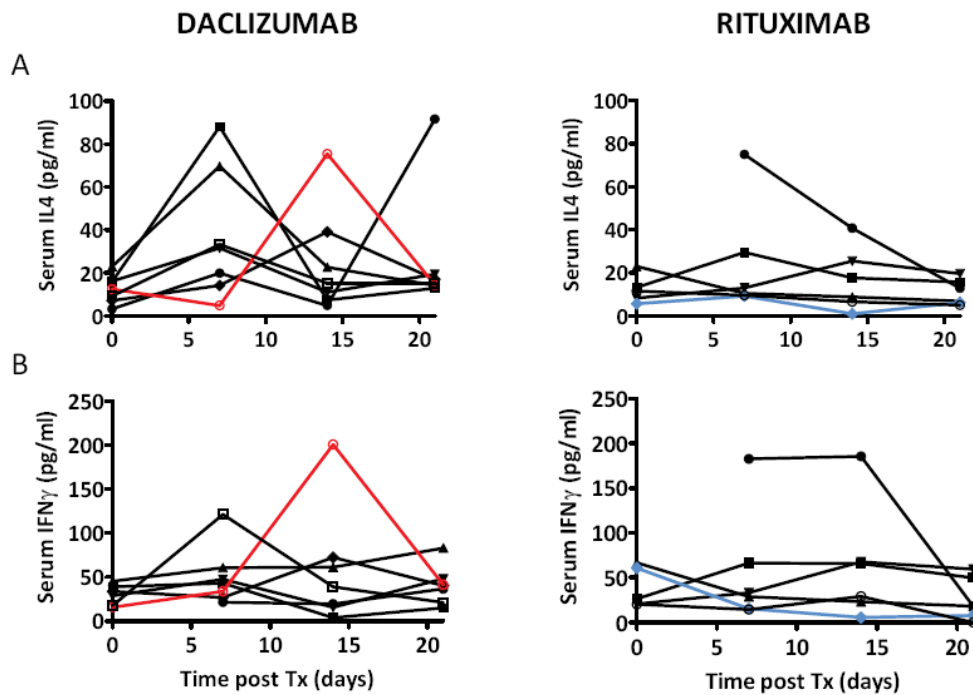 DACLIZUMAB
RITUXIMAB
A
Serum IL4 (pg/ml)
100
80
60
40
20
0
0 5 10 15 20
Serum IL4 (pg/ml)
100
80
60
40
20
0
0 5 10 15 20
B
Serum IFNγ (pg/ml)
250
200
150
100
50
0
0 5 10 15 20
Time post Tx (days)
Serum IFNγ (pg/ml)
250
200
150
100
50
0
0 5 10 15 20
Time post Tx (days)